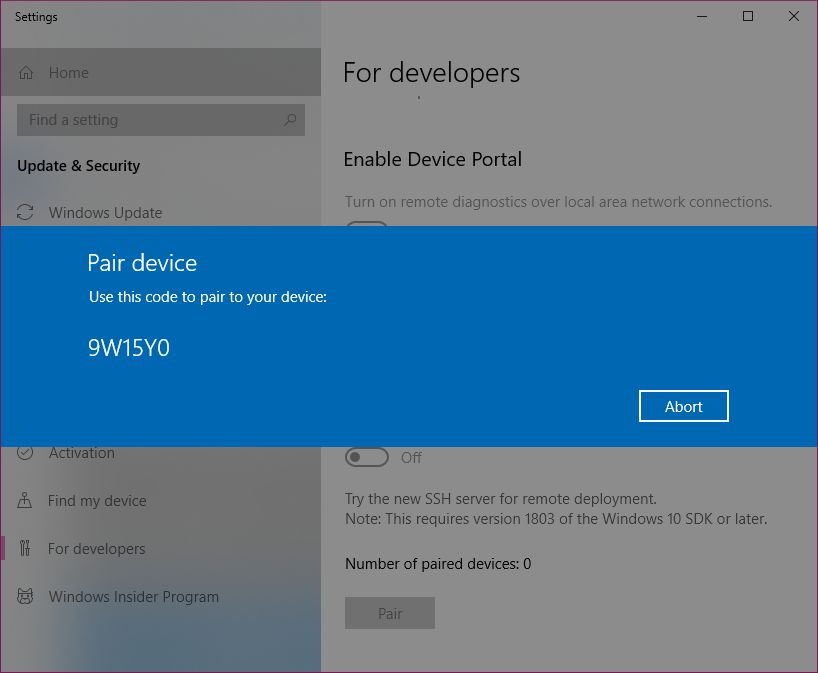 Settings
Home
Find a setting
Update & Security
Windows Update
For developers
Enable Device Portal
Turn on remote diagnostics over local area network connections.
Pair device
Use this code to pair to your device:
9W15Y0
Abort
Activation
Find my device
For developers
Windows Insider Program
Off
Try the new SSH server for remote deployment.
Note: This requires version 1803 of the Windows 10 SDK or later.
Number of paired devices: 0
Pair